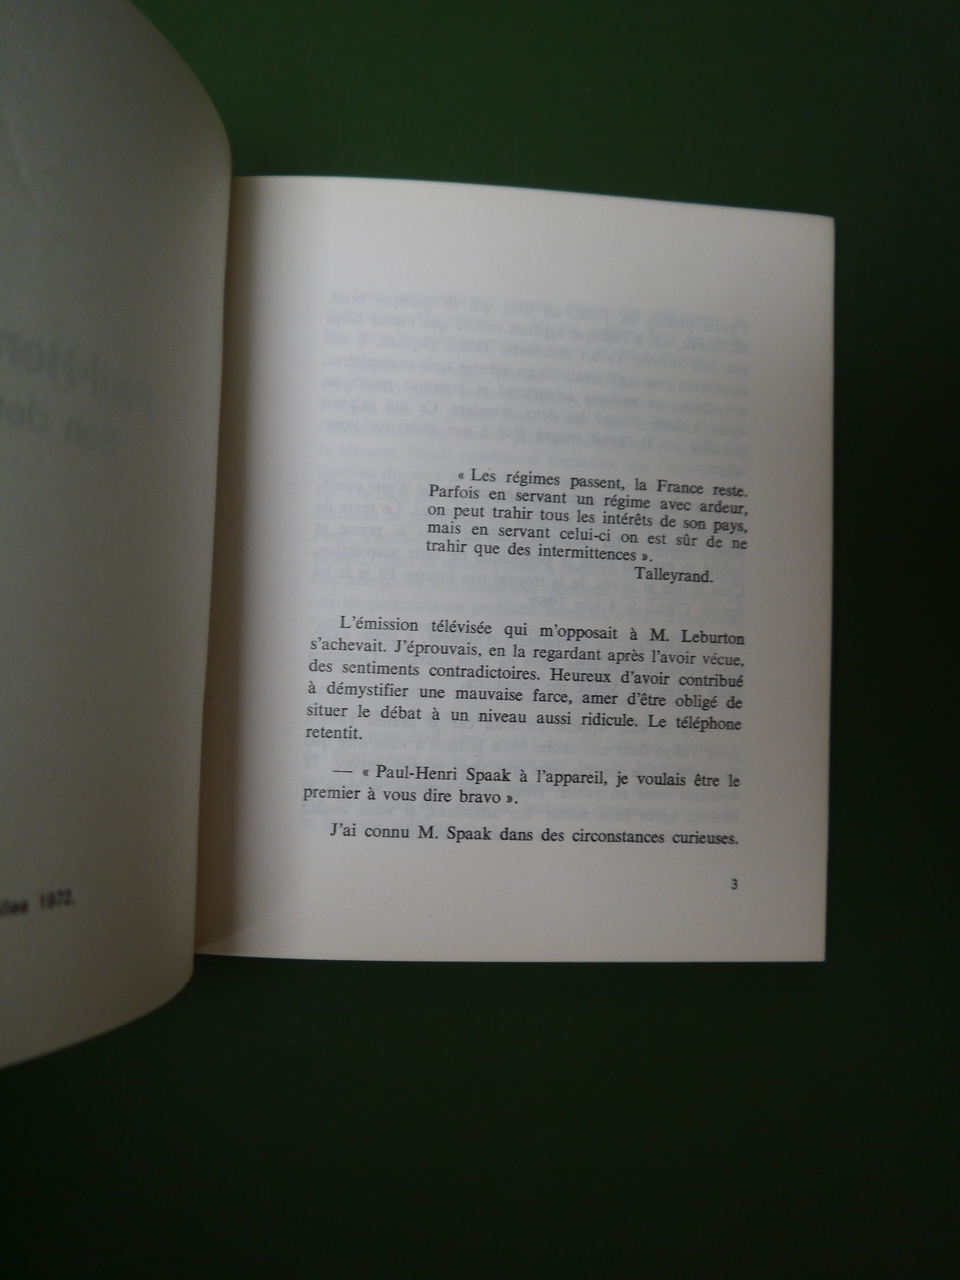 1972.
« Les régimes passent, la France reste.
Parfois en servant un régime avec ardeur,
on peut trahir tous les intérêts de son pays,
mais en servant celui-ci on est sûr de ne
trahir que des intermittences ».
Talleyrand.
L'émission télévisée qui m'opposait à M. Leburton
s'achevait. J'éprouvais, en la regardant après l'avoir vécue,
des sentiments contradictoires. Heureux d'avoir contribué
à démystifier une mauvaise farce, amer d'être obligé de
situer le débat à un niveau aussi ridicule. Le téléphone
retentit.
— « Paul-Henri Spaak à l'appareil, je voulais être le
premier à vous dire bravo ».
J'ai connu M. Spaak dans des circonstances curieuses.
3